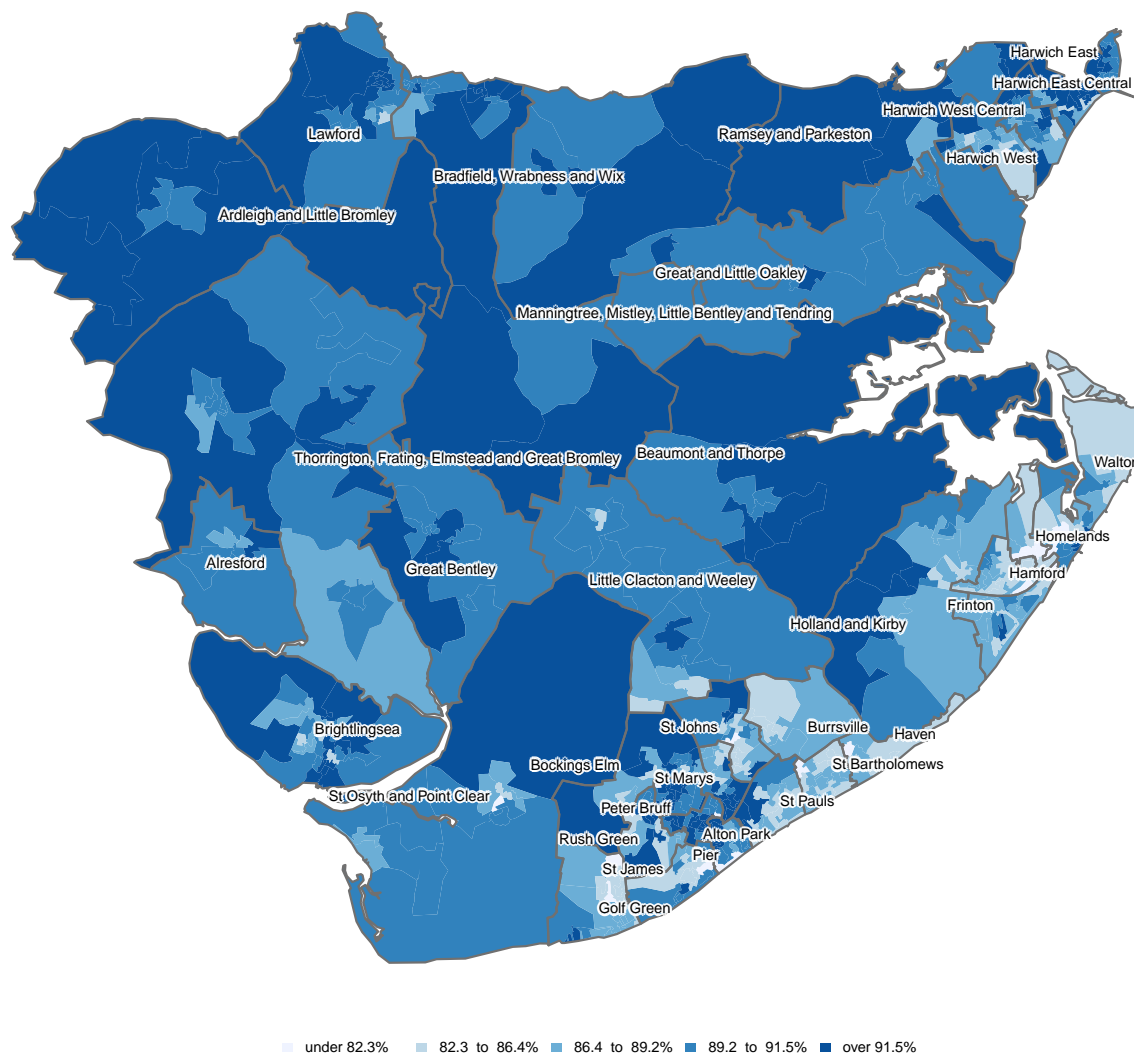 Harwich East
Harwich East Central
Harwich West Central
Lawford
Ramsey and Parkeston
Harwich West
Bradfield, Wrabness and Wix
Ardleigh and Little Bromley
Great and Little Oakley
Manningtree, Mistley, Little Bentley and Tendring
Beaumont and Thorpe
Thorrington, Frating, Elmstead and Great Bromley
Walton
Homelands
Alresford
Great Bentley
Hamford
Little Clacton and Weeley
Frinton
Holland and Kirby
St Johns
Burrsville
Brightlingsea
Haven
Bockings Elm
St Bartholomews
St Marys
St Osyth and Point Clear
St Pauls
Peter Bruff
Alton Park
Rush Green
Pier
St James
Golf Green
under 82.3% 82.3 to 86.4% 86.4 to 89.2% 89.2 to 91.5% over 91.5%